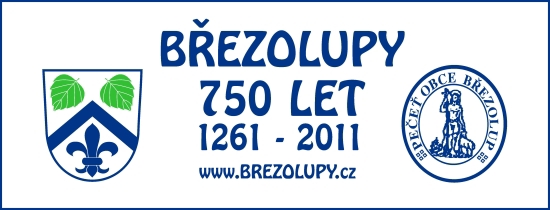 BŘEZOLUPY
750 LET
1261 - 2011
www.BREZOLUPY.cz
PEČEŤ OBCE BŘEZOLUP